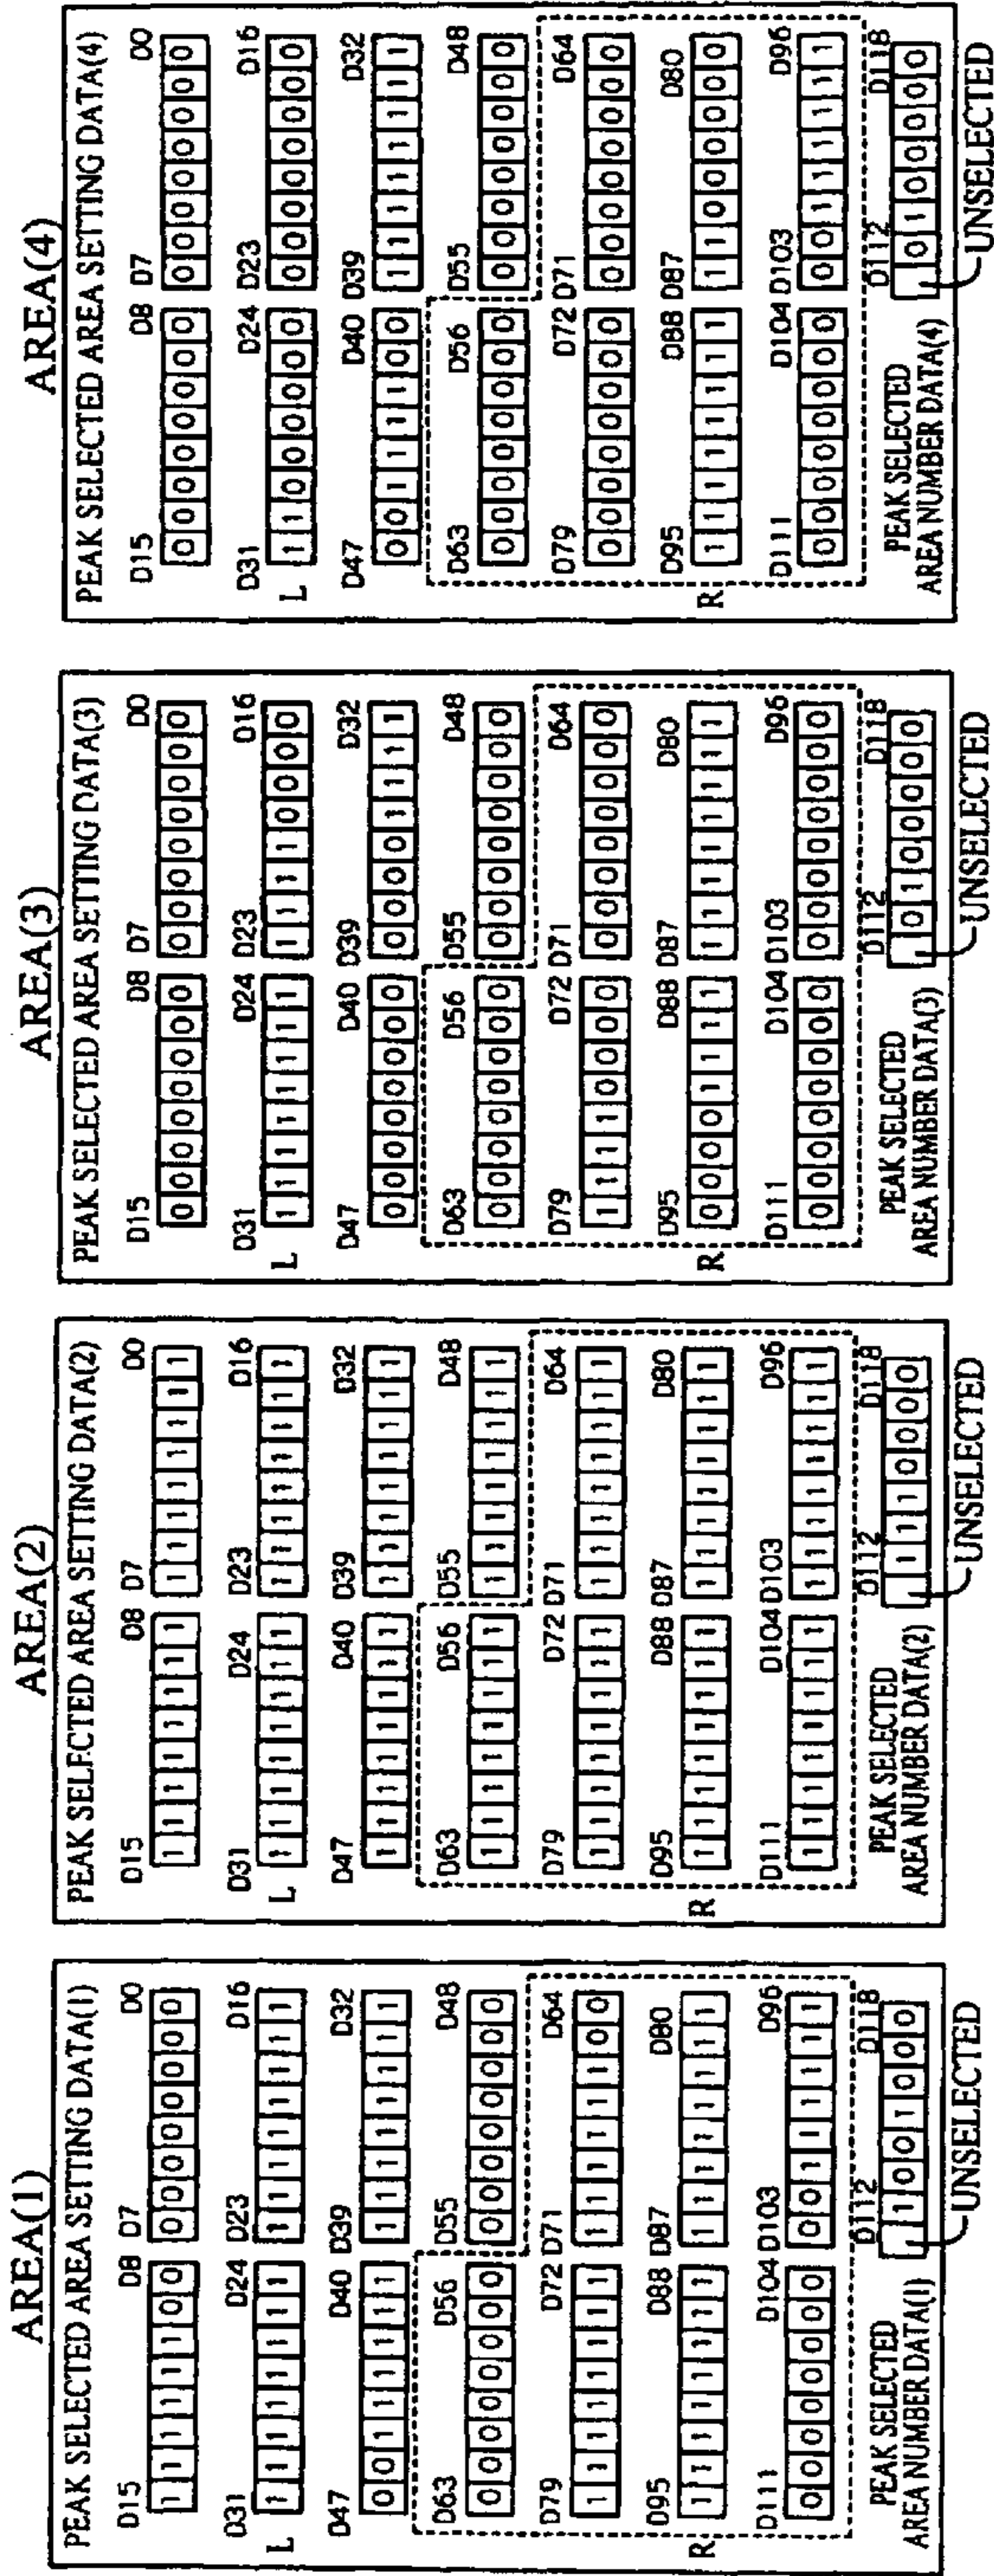 AREA(1)
PEAK SELECTED AREA SETTING DATA(1)
D15 D8 D7 D0
1 1 1 1 1 1 0 0 0 0 0 0 0 0 0 0
D31 D24 D23 D16
L 1 1 1 1 1 1 1 1 1 1 1 1 1 1 1 1
D47 D40 D39 D32
0 0 1 1 1 1 1 1 1 1 1 1 1 1 1 1
D63 D56 D55 D48
0 0 0 0 0 0 0 0 0 0 0 0 0 0 0 0
D79 D72 D71 D64
1 1 1 1 1 1 1 1 1 1 1 1 1 1 0 0
D95 D88 D87 D80
R 1 1 1 1 1 1 1 1 1 1 1 1 1 1 1 1
D111 D104 D103 D96
0 0 0 0 0 0 0 0 0 0 1 1 1 1 1 1
D112 D118
PEAK SELECTED
AREA NUMBER DATA(1)
1 0 0 1 0 0 0
UNSELECTED
AREA(2)
PEAK SELECTED AREA SETTING DATA(2)
D15 D8 D7 D0
1 1 1 1 1 1 1 1 1 1 1 1 1 1 1 1
D31 D24 D23 D16
L 1 1 1 1 1 1 1 1 1 1 1 1 1 1 1 1
D47 D40 D39 D32
1 1 1 1 1 1 1 1 1 1 1 1 1 1 1 1
D63 D56 D55 D48
1 1 1 1 1 1 1 1 1 1 1 1 1 1 1 1
D79 D72 D71 D64
1 1 1 1 1 1 1 1 1 1 1 1 1 1 1 1
D95 D88 D87 D80
R 1 1 1 1 1 1 1 1 1 1 1 1 1 1 1 1
D111 D104 D103 D96
1 1 1 1 1 1 1 1 1 1 1 1 1 1 1 1
D112 D118
PEAK SELECTED
AREA NUMBER DATA(2)
1 1 1 0 0 0 0
UNSELECTED
AREA(3)
PEAK SELECTED AREA SETTING DATA(3)
D15 D8 D7 D0
0 0 0 0 0 0 0 0 0 0 0 0 0 0 0 0
D31 D24 D23 D16
L 1 1 1 1 1 1 1 1 1 1 1 1 0 0 0 0
D47 D40 D39 D32
0 0 0 0 0 0 0 0 0 0 0 0 1 1 1 1
D63 D56 D55 D48
0 0 0 0 0 0 0 0 0 0 0 0 0 0 0 0
D79 D72 D71 D64
1 1 1 1 0 0 0 0 0 0 0 0 0 0 0 0
D95 D88 D87 D80
R 0 0 0 0 1 1 1 1 1 1 1 1 1 1 1 1
D111 D104 D103 D96
0 0 0 0 0 0 0 0 0 0 0 0 0 0 0 0
D112 D118
PEAK SELECTED
AREA NUMBER DATA(3)
0 1 0 0 0 0 0
UNSELECTED
AREA(4)
PEAK SELECTED AREA SETTING DATA(4)
D15 D8 D7 D0
0 0 0 0 0 0 0 0 0 0 0 0 0 0 0 0
D31 D24 D23 D16
L 1 1 0 0 0 0 0 0 0 0 0 0 0 0 0 0
D47 D40 D39 D32
0 0 1 1 1 1 0 0 1 1 1 1 1 1 1 1
D63 D56 D55 D48
0 0 0 0 0 0 0 0 0 0 0 0 0 0 0 0
D79 D72 D71 D64
0 0 0 0 0 0 0 0 0 0 0 0 0 0 0 0
D95 D88 D87 D80
R 1 1 1 1 1 1 1 1 1 1 0 0 0 0 0 0
D111 D104 D103 D96
0 0 0 0 0 0 0 0 0 0 1 1 1 1 1 1
D112 D118
PEAK SELECTED
AREA NUMBER DATA(4)
0 1 0 0 0 0 0
UNSELECTED